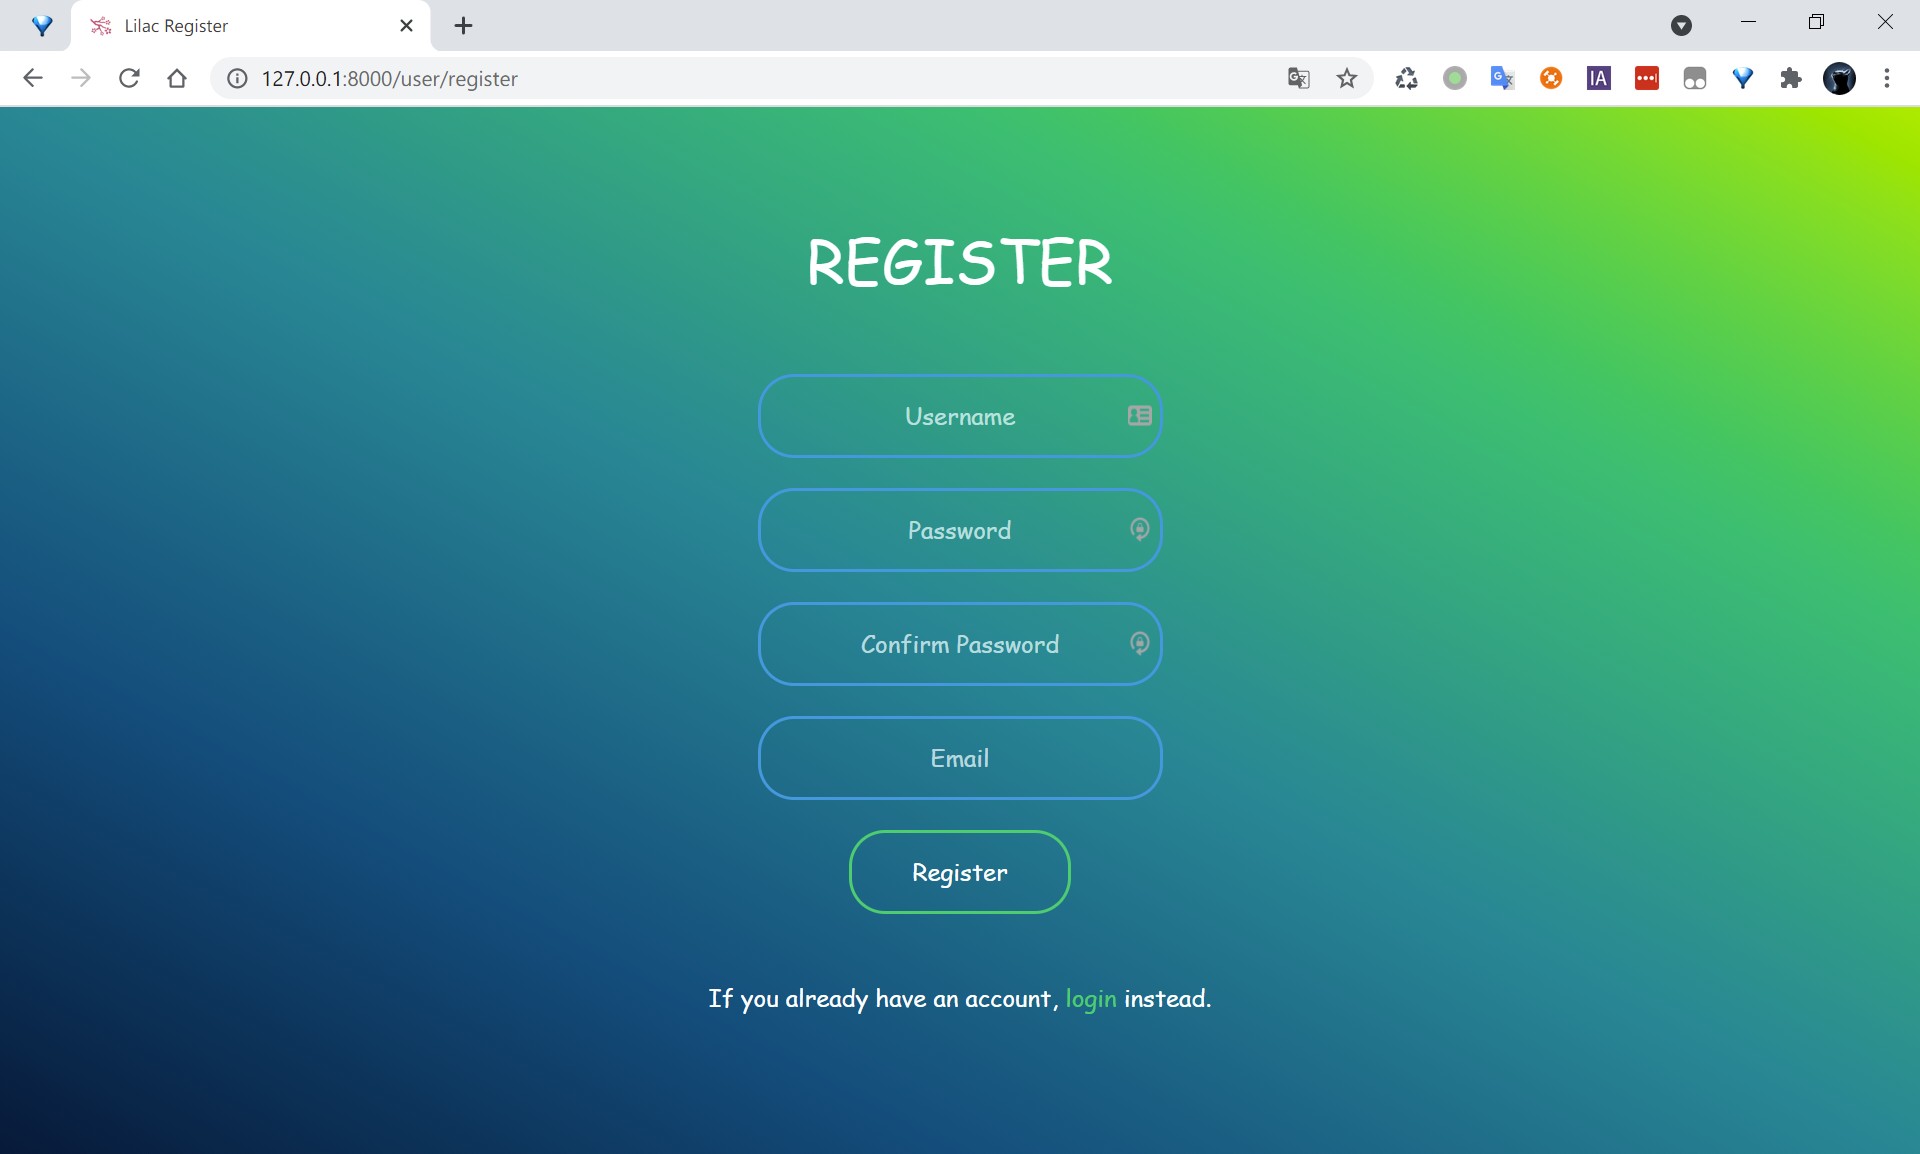 Lilac Register
127.0.0.1:8000/user/register
REGISTER
Username
Password
Confirm Password
Email
Register
If you already have an account, login instead.